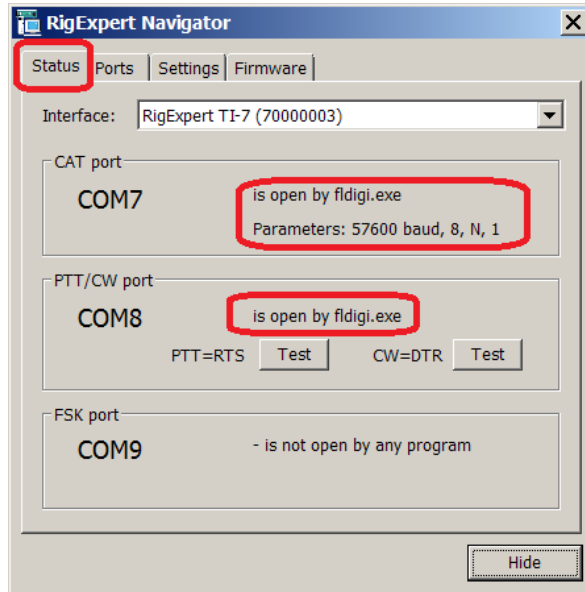 RigExpert Navigator
Status Ports Settings Firmware
Interface: RigExpert TI-7 (70000003)
CAT port
COM7 is open by fldigi.exe
Parameters: 57600 baud, 8, N, 1
PTT/CW port
COM8 is open by fldigi.exe
PTT=RTS Test CW=DTR Test
FSK port
COM9 - is not open by any program
Hide